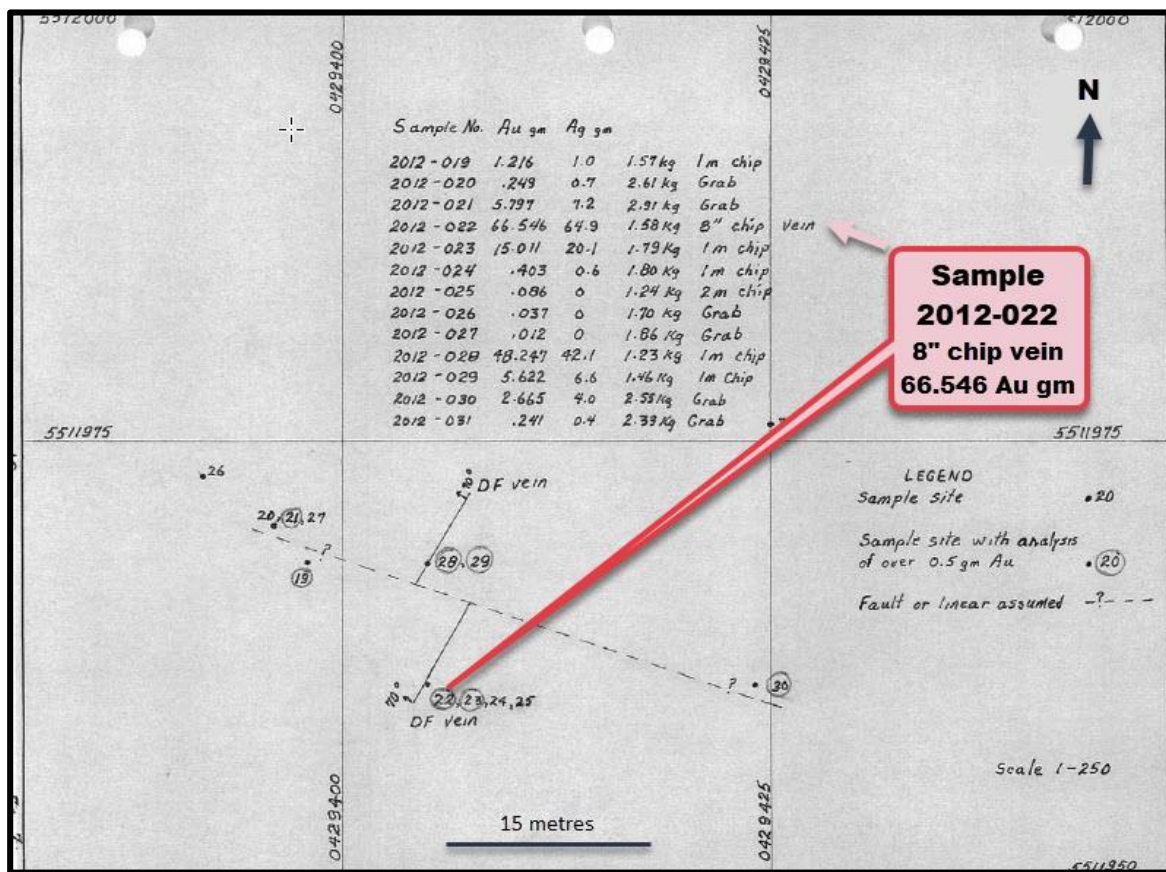 5512000
512000
0429400
0429425
N
Sample No. Au gm Ag gm
2012-019 1.216 1.0 1.57kg 1m chip
2012-020 .249 0.7 2.61kg Grab
2012-021 5.797 7.2 2.91kg Grab
2012-022 66.546 64.9 1.58kg 8" chip vein
2012-023 15.011 20.1 1.79kg 1m chip
2012-024 .403 0.6 1.80kg 1m chip
2012-025 .086 0 1.24kg 2m chip
2012-026 .037 0 1.70kg Grab
2012-027 .012 0 1.86kg Grab
2012-028 48.247 42.1 1.23kg 1m chip
2012-029 5.622 6.6 1.46kg 1m Chip
2012-030 2.665 4.0 2.55kg Grab
2012-031 .241 0.4 2.39kg Grab
Sample
2012-022
8" chip vein
66.546 Au gm
5511975
5511975
26
DF vein
20, 21, 27
?
19
28, 29
LEGEND
Sample site 20
Sample site with analysis
of over 0.5 gm Au 20
Fault or linear assumed -?- - -
70°
22, 23, 24, 25
DF vein
? 30
Scale 1-250
15 metres
0429400
0429425
5511950